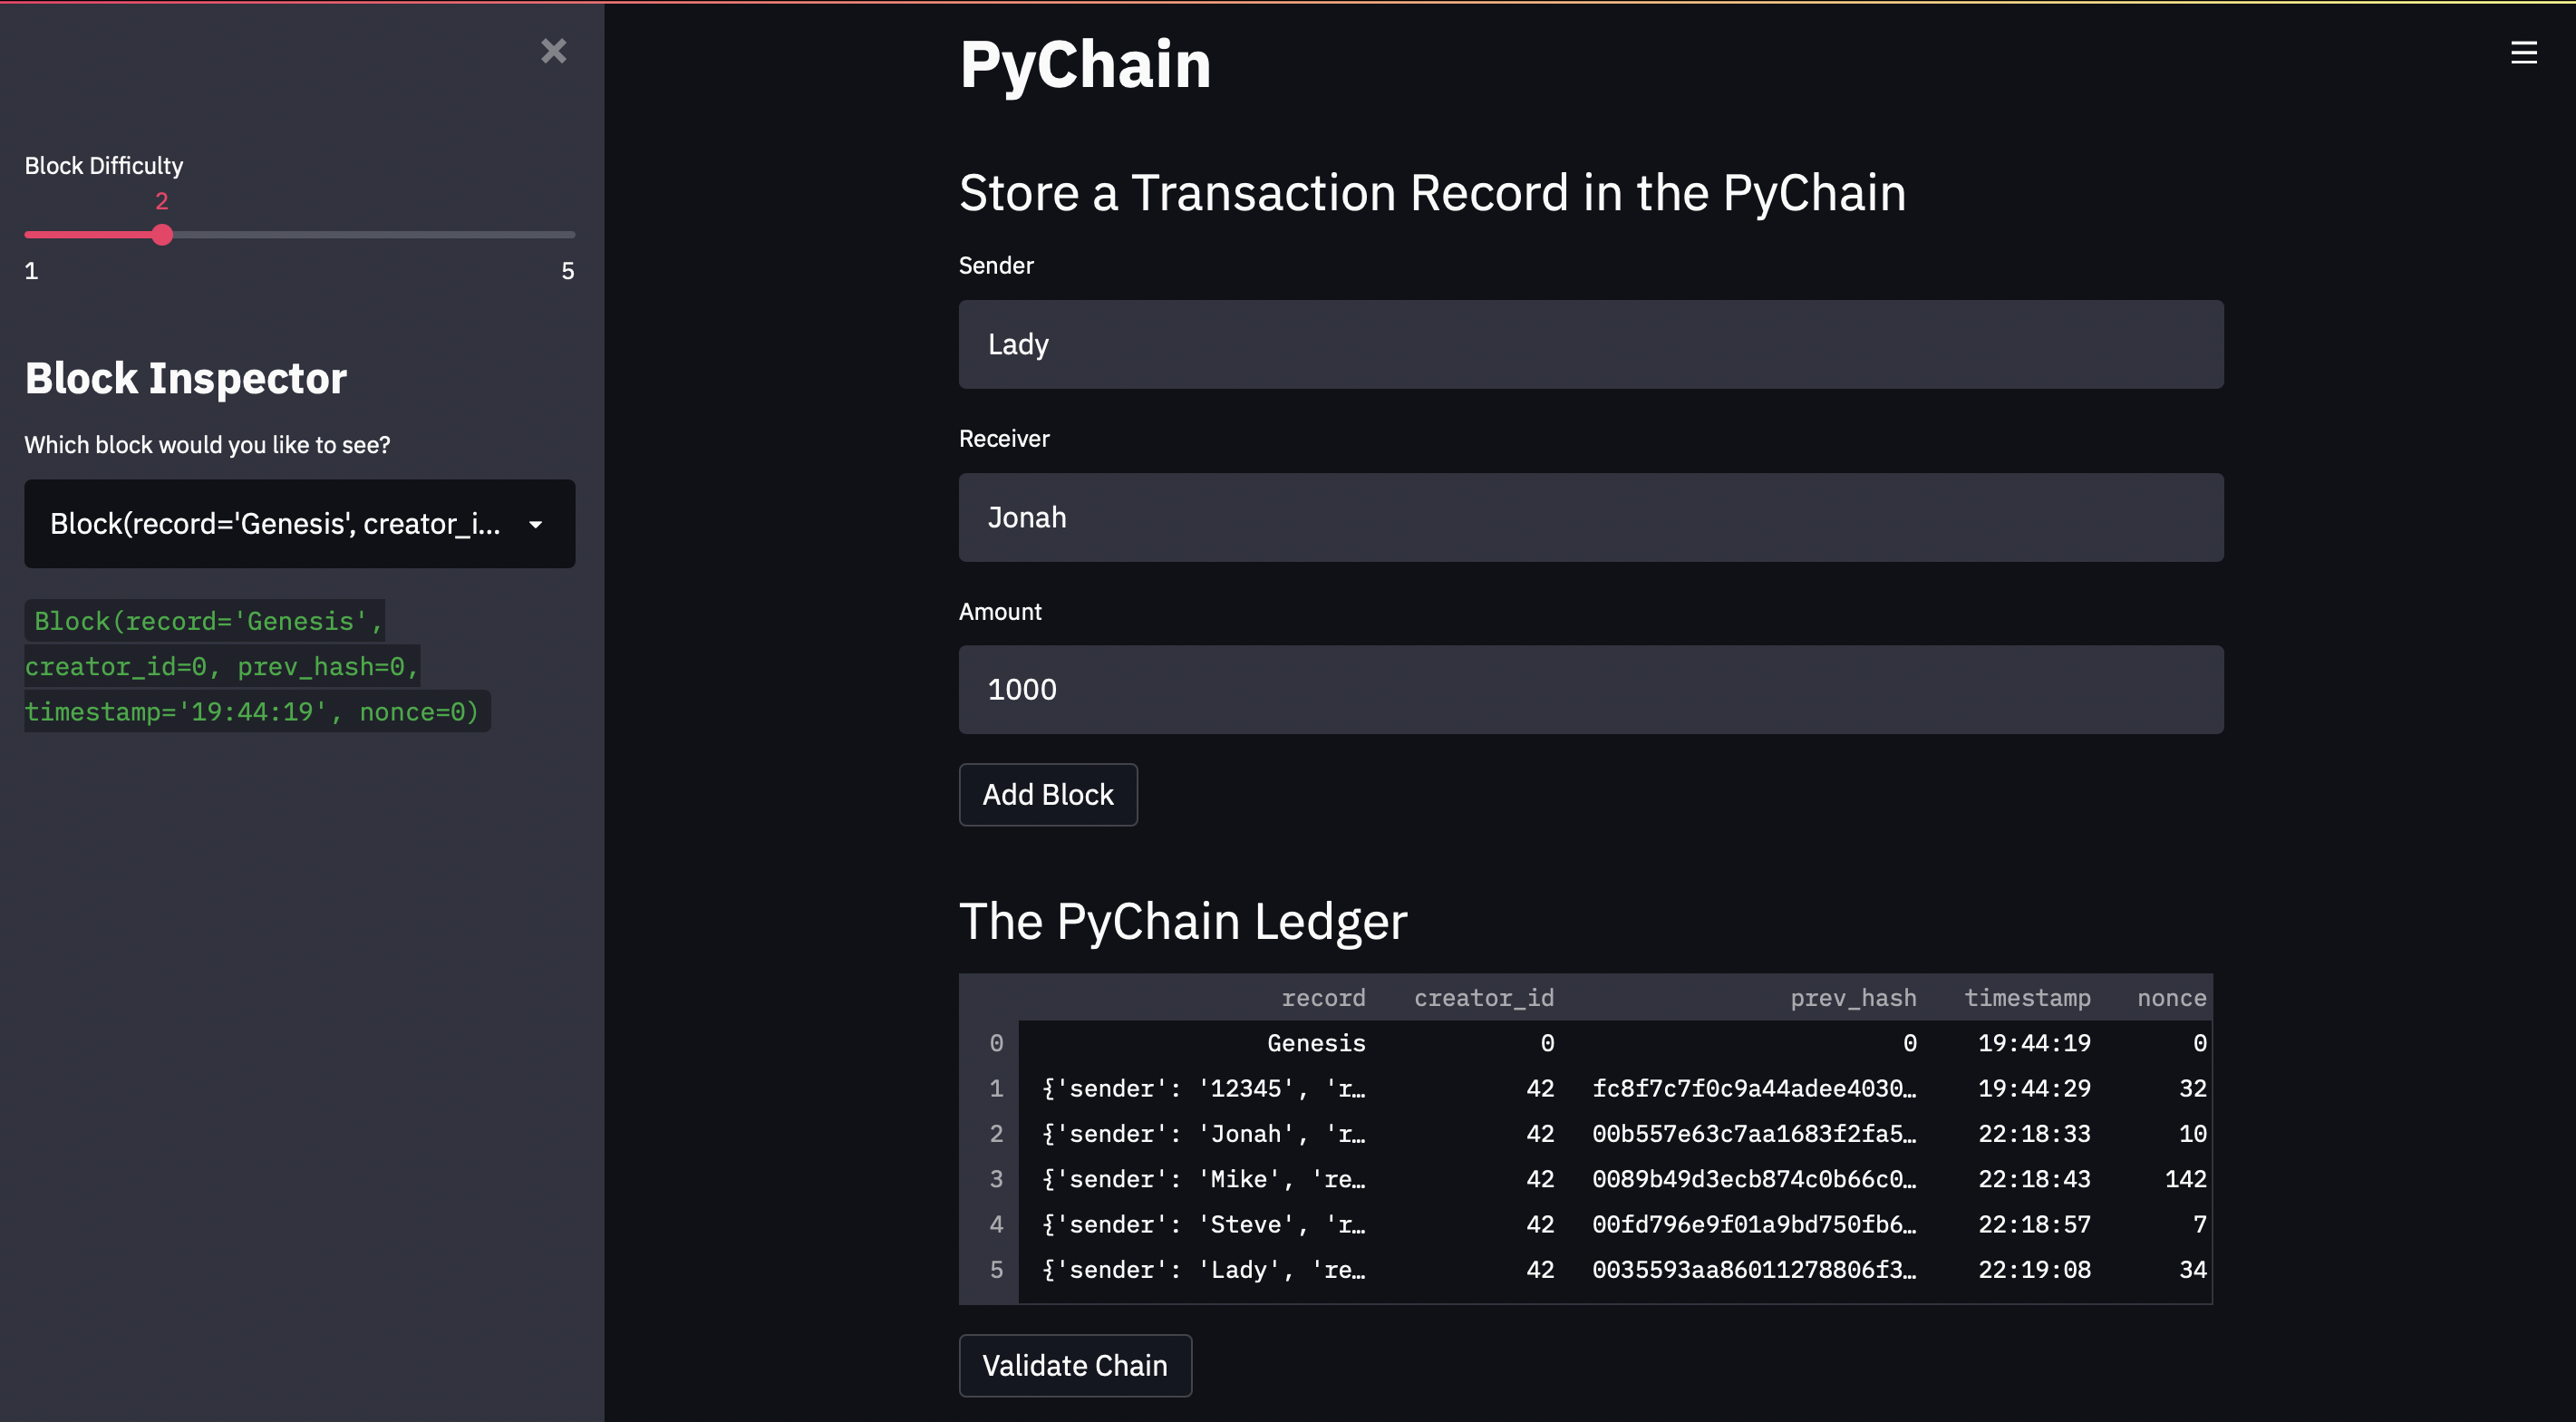 Block Difficulty
2
1 5
Block Inspector
Which block would you like to see?
Block(record='Genesis', creator_i...
Block(record='Genesis',
creator_id=0, prev_hash=0,
timestamp='19:44:19', nonce=0)
PyChain
Store a Transaction Record in the PyChain
Sender
Lady
Receiver
Jonah
Amount
1000
Add Block
The PyChain Ledger
record creator_id prev_hash timestamp nonce
0 Genesis 0 0 19:44:19 0
1 {'sender': '12345', 'r… 42 fc8f7c7f0c9a44adee4030… 19:44:29 32
2 {'sender': 'Jonah', 'r… 42 00b557e63c7aa1683f2fa5… 22:18:33 10
3 {'sender': 'Mike', 're… 42 0089b49d3ecb874c0b66c0… 22:18:43 142
4 {'sender': 'Steve', 'r… 42 00fd796e9f01a9bd750fb6… 22:18:57 7
5 {'sender': 'Lady', 're… 42 0035593aa86011278806f3… 22:19:08 34
Validate Chain